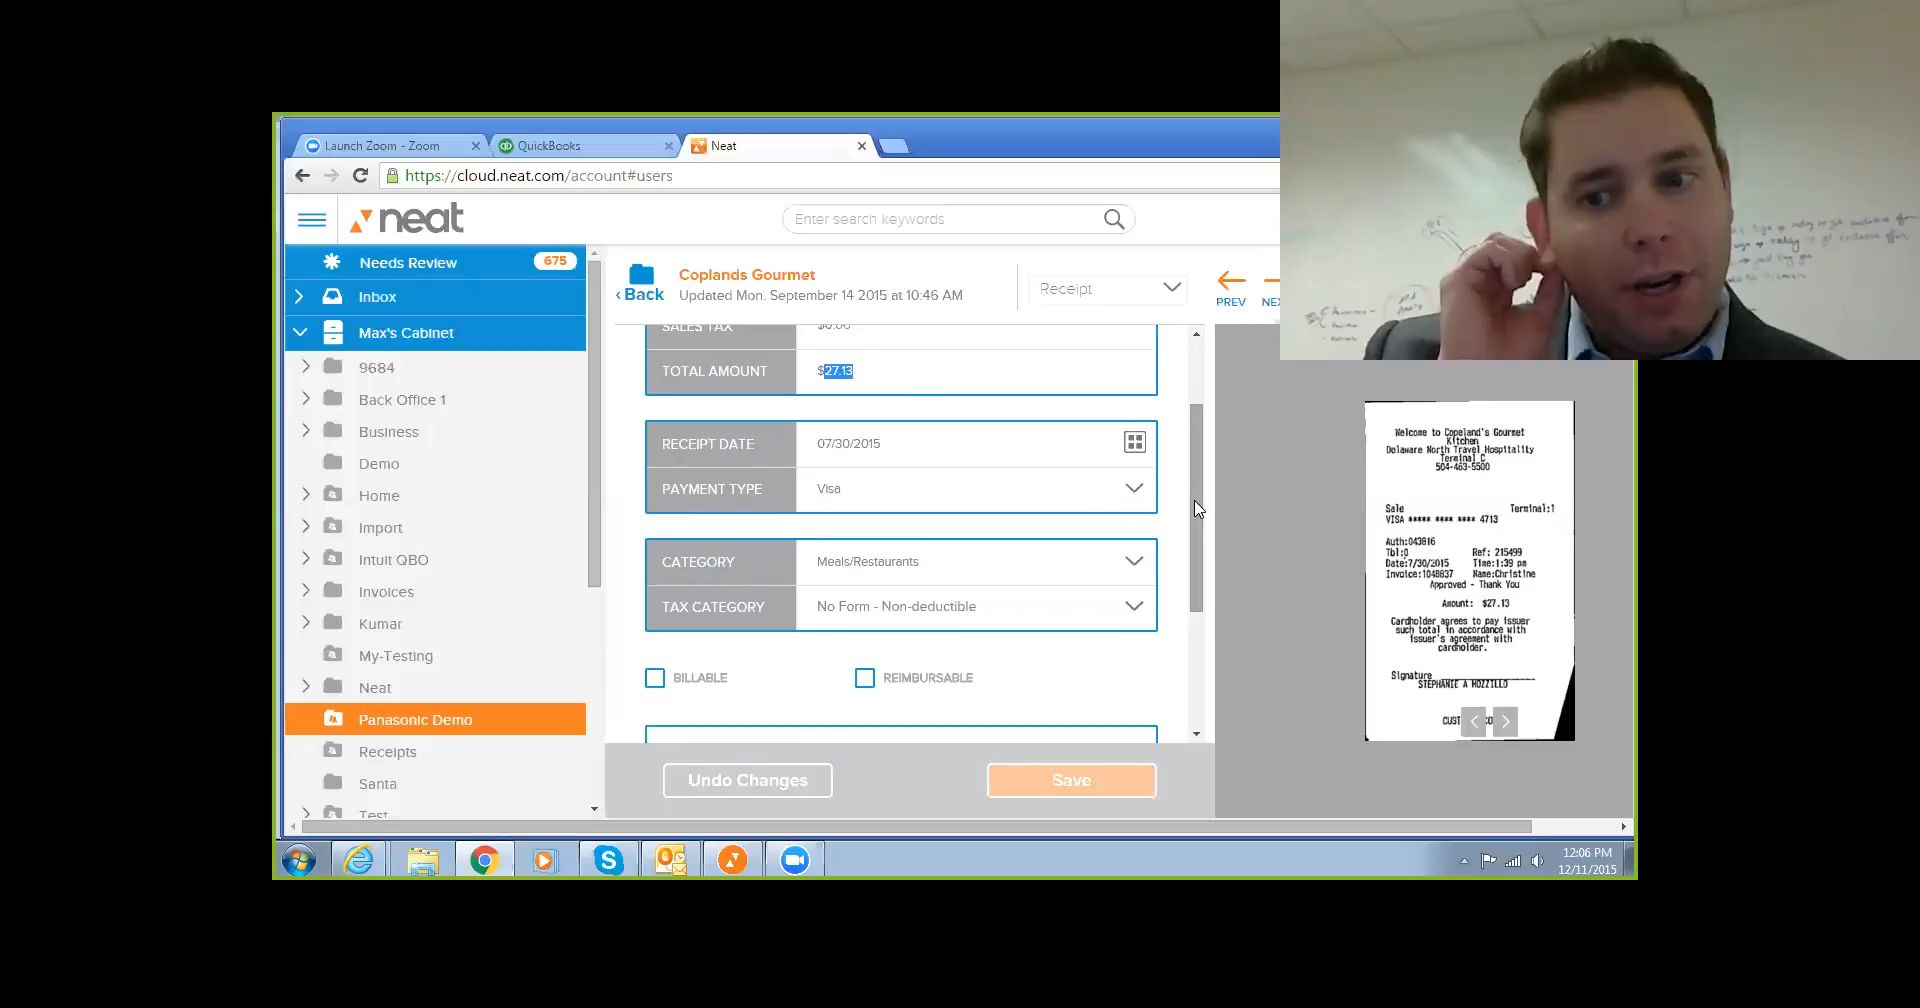 Launch Zoom - Zoom
QuickBooks
Neat
https://cloud.neat.com/account#users
neat
Enter search keywords
Needs Review
675
Inbox
Max's Cabinet
9684
Back Office 1
Business
Demo
Home
Import
Intuit QBO
Invoices
Kumar
My-Testing
Neat
Panasonic Demo
Receipts
Santa
Test
‹ Back
Coplands Gourmet
Updated Mon. September 14 2015 at 10:46 AM
Receipt
PREV
SALES TAX $0.00
TOTAL AMOUNT $27.13
RECEIPT DATE 07/30/2015
PAYMENT TYPE Visa
CATEGORY Meals/Restaurants
TAX CATEGORY No Form - Non-deductible
BILLABLE REIMBURSABLE
Undo Changes Save
Welcome to Copeland's Gourmet
Kitchen
Delaware North Travel Hospitality
Terminal C
504-463-5500
Sale Terminal:1
VISA ***** **** **** 4713
Auth:043816
Tbl:0 Ref: 215499
Date:7/30/2015 Time:1:39 pm
Invoice:1048637 Name:Christine
Approved - Thank You
Amount: $27.13
Cardholder agrees to pay issuer
such total in accordance with
issuer's agreement with
cardholder.
Signature
STEPHANIE A MOZZILLO
12:06 PM
12/11/2015